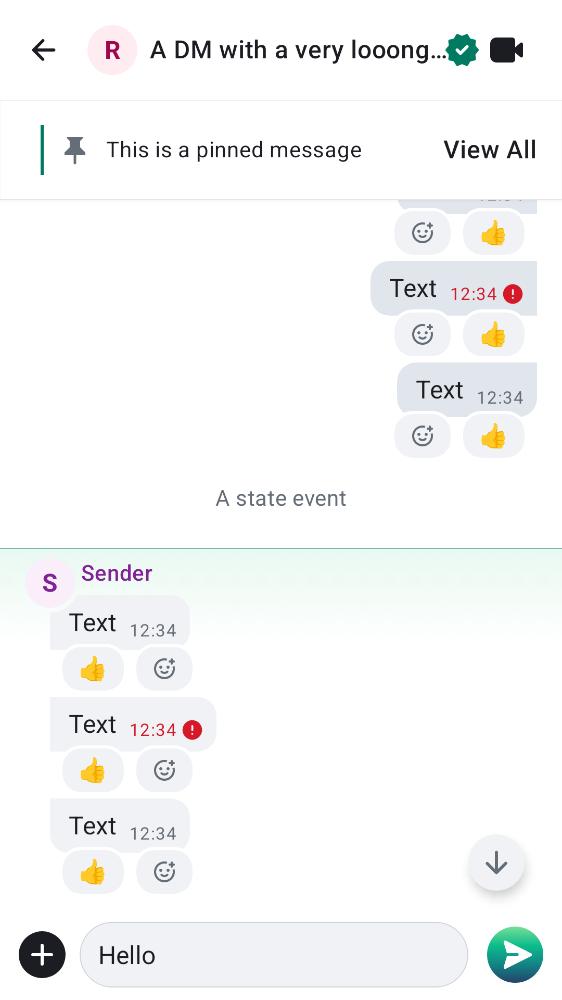 R
A DM with a very looong...
This is a pinned message
View All
Text 12:34
Text 12:34
A state event
S
Sender
Text 12:34
Text 12:34
Text 12:34
Hello